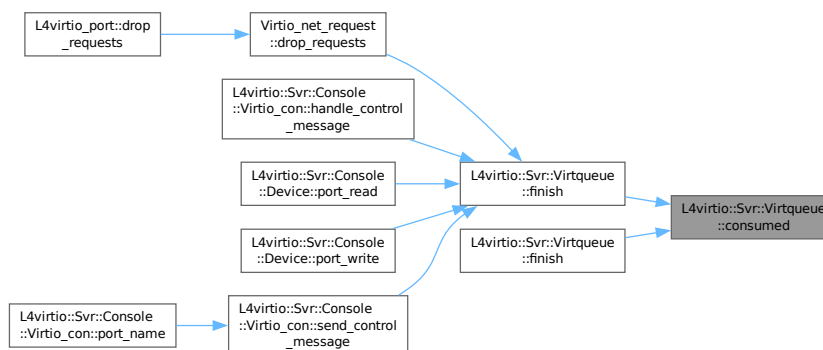 L4virtio_port::drop
_requests
Virtio_net_request
::drop_requests
L4virtio::Svr::Console
::Virtio_con::handle_control
_message
L4virtio::Svr::Console
::Device::port_read
L4virtio::Svr::Virtqueue
::finish
L4virtio::Svr::Virtqueue
::consumed
L4virtio::Svr::Console
::Device::port_write
L4virtio::Svr::Virtqueue
::finish
L4virtio::Svr::Console
::Virtio_con::port_name
L4virtio::Svr::Console
::Virtio_con::send_control
_message